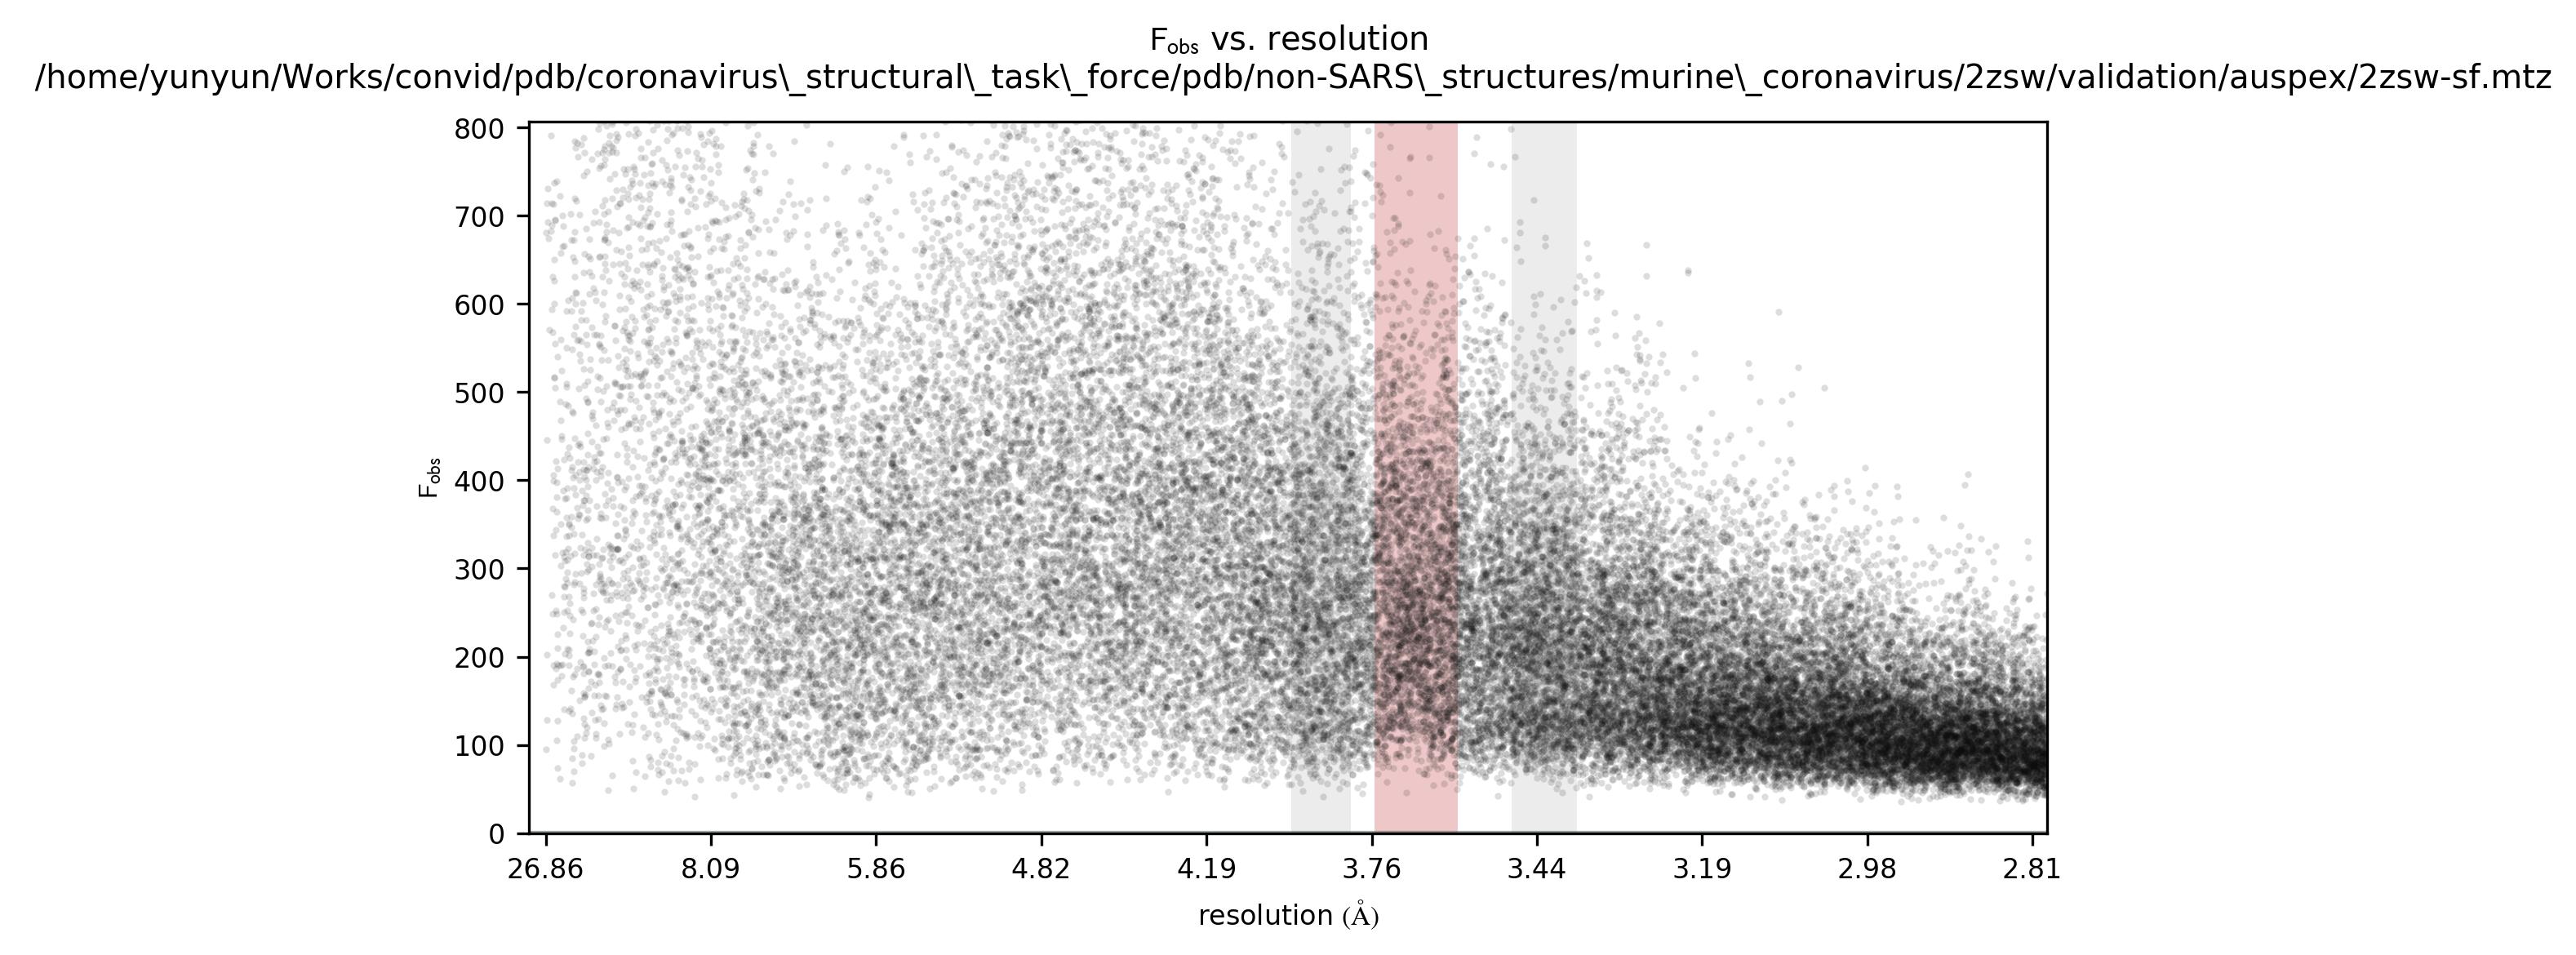 Fobs vs. resolution
/home/yunyun/Works/convid/pdb/coronavirus\_structural\_task\_force/pdb/non-SARS\_structures/murine\_coronavirus/2zsw/validation/auspex/2zsw-sf.mtz
800
700
600
500
400
300
200
100
0
Fobs
26.86 8.09 5.86 4.82 4.19 3.76 3.44 3.19 2.98 2.81
resolution (Å)